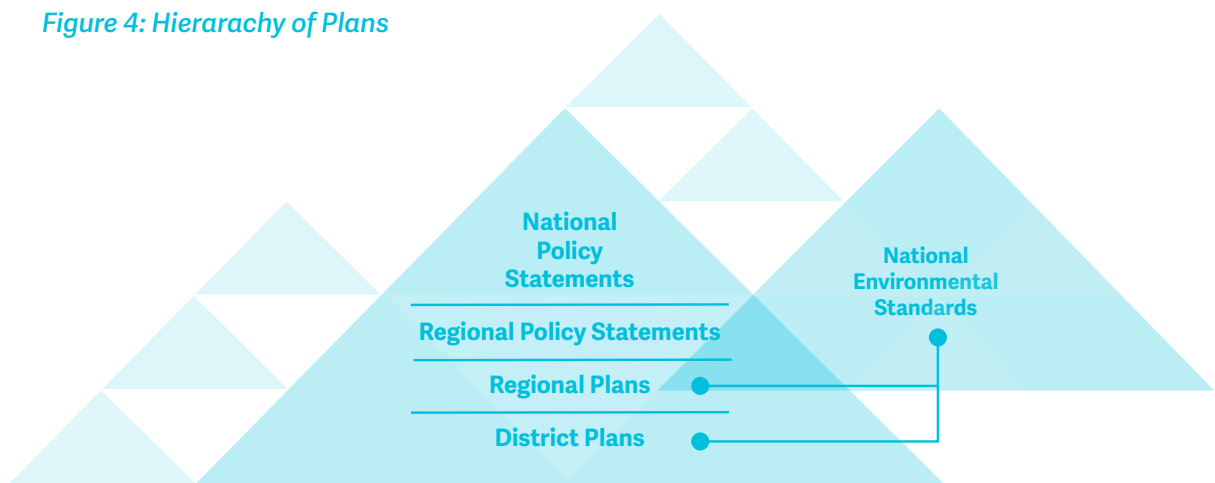 Figure 4: Hierarachy of Plans
National
Policy
Statements
Regional Policy Statements
Regional Plans
District Plans
National
Environmental
Standards